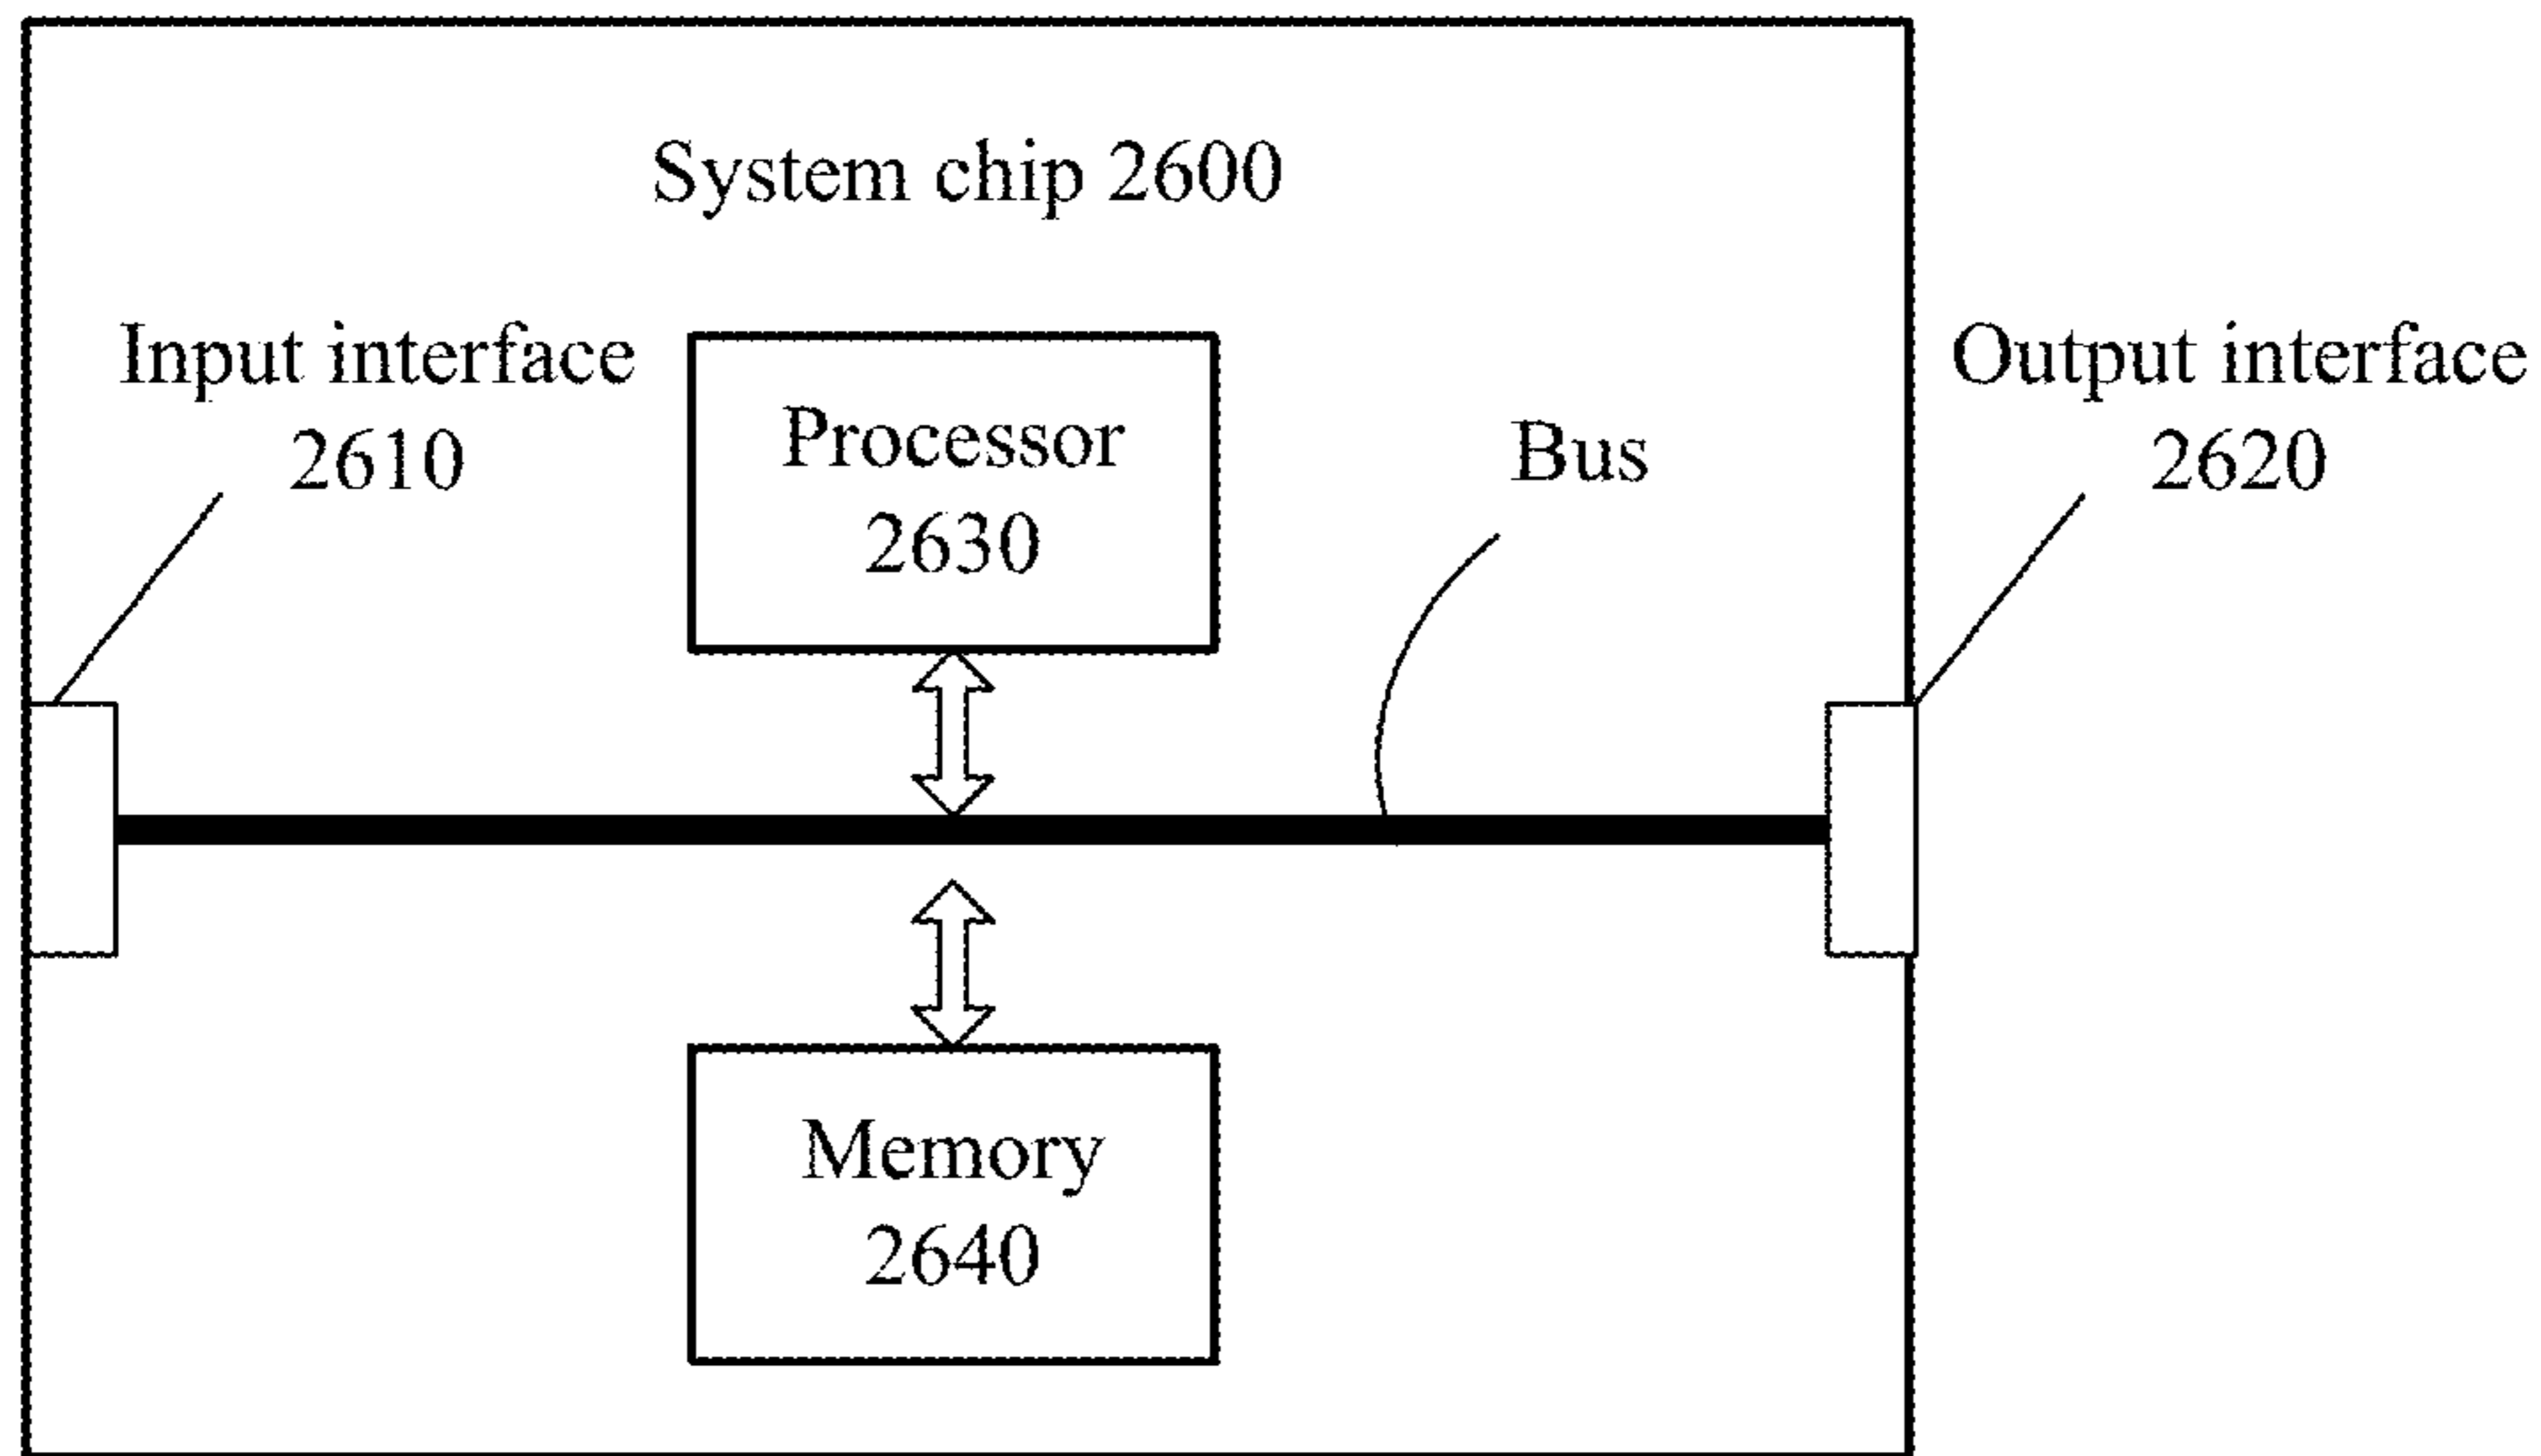 System chip 2600
Input interface
2610
Processor
2630
Bus
Output interface
2620
Memory
2640